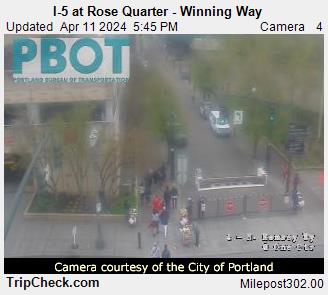 I-5 at Rose Quarter - Winning Way
Updated Apr 11 2024 5:45 PM Camera 4
PBOT
PORTLAND BUREAU OF TRANSPORTATION
Camera courtesy of the City of Portland
TripCheck.com Milepost302.00